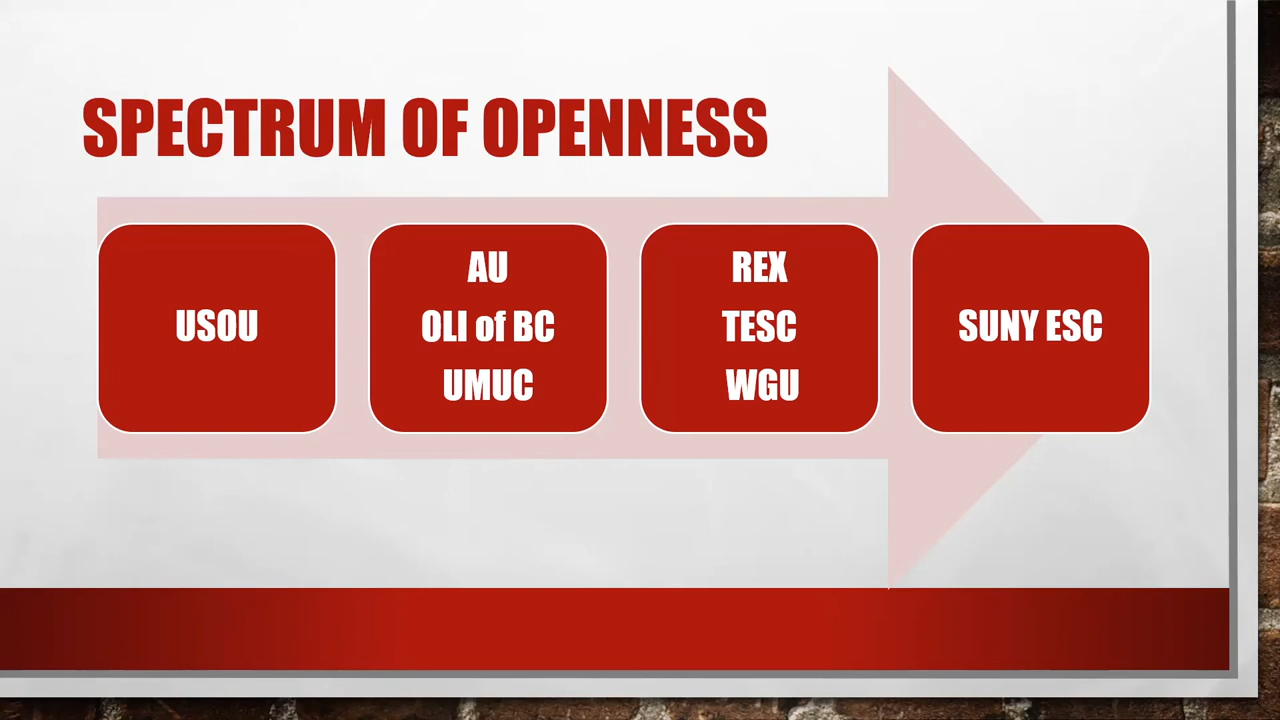 SPECTRUM OF OPENNESS
USOU
AU
OLI of BC
UMUC
REX
TESC
WGU
SUNY ESC